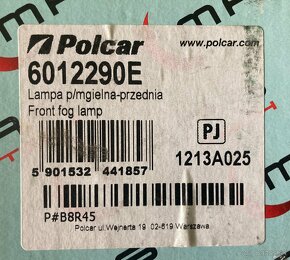 Polcar
www.polcar.com
6012290E
Lampa p/mgielna-przednia
Front fog lamp
PJ
1213A025
5 901532 441857
P#B8R45
Polcar ul.Wejnerta 19 02-619 Warszawa